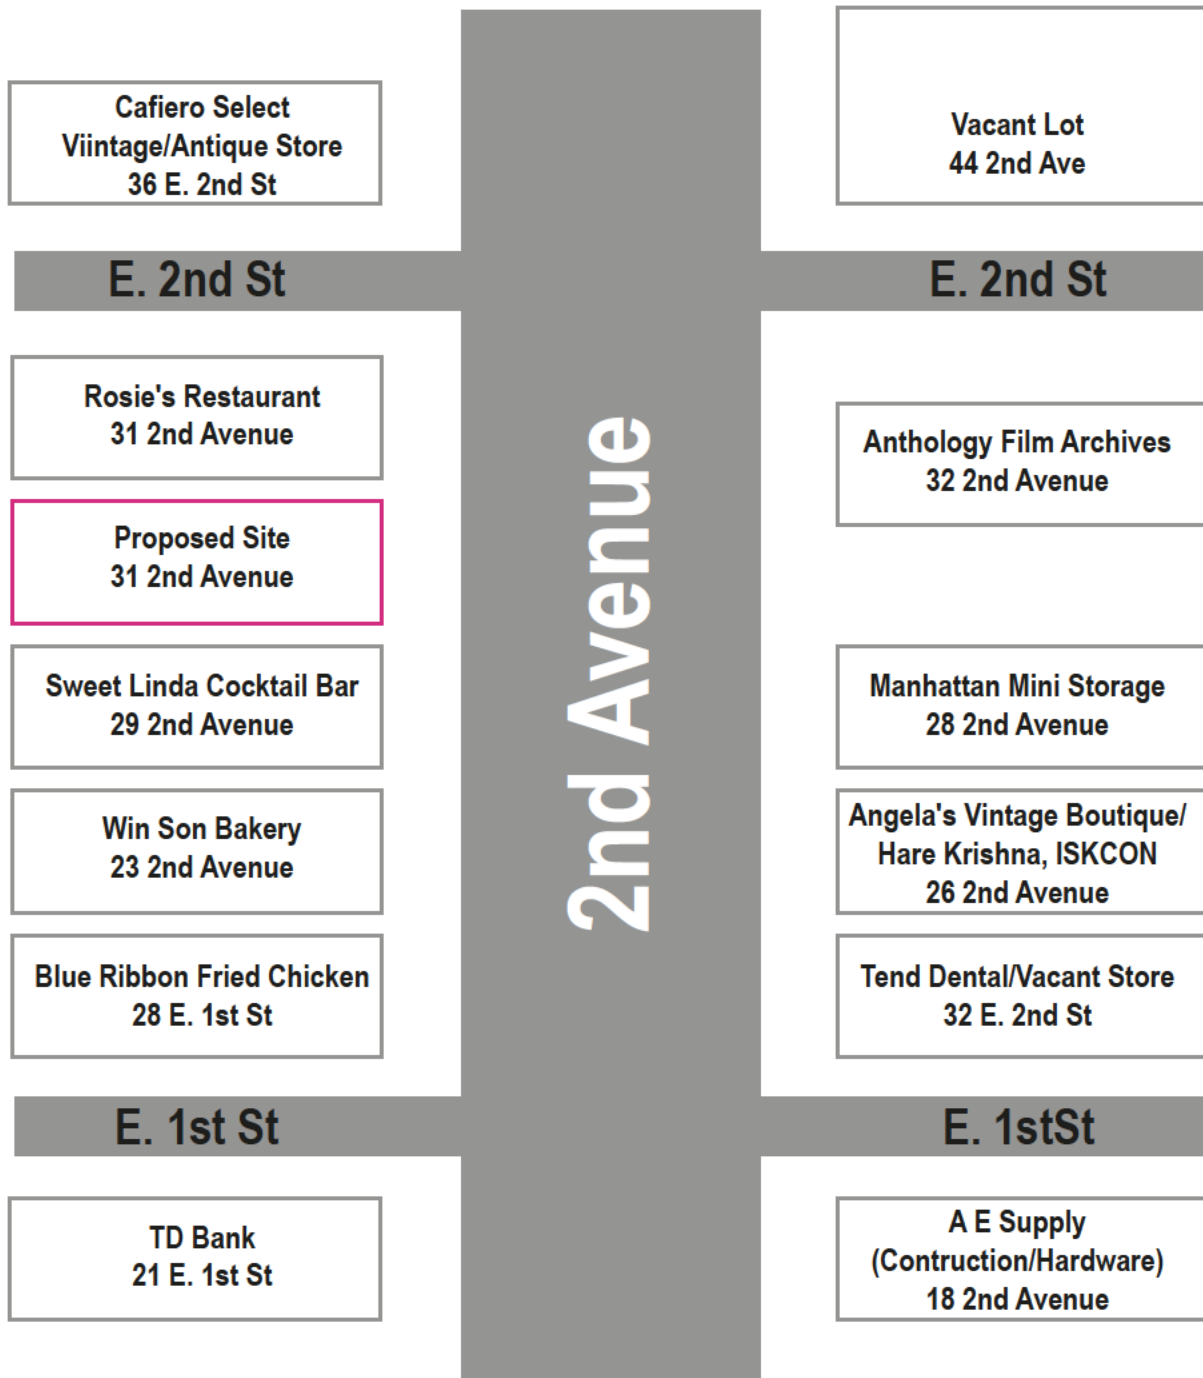 Cafiero Select
Viintage/Antique Store
36 E. 2nd St
Vacant Lot
44 2nd Ave
E. 2nd St
E. 2nd St
Rosie's Restaurant
31 2nd Avenue
Anthology Film Archives
32 2nd Avenue
Proposed Site
31 2nd Avenue
2nd Avenue
Sweet Linda Cocktail Bar
29 2nd Avenue
Manhattan Mini Storage
28 2nd Avenue
Win Son Bakery
23 2nd Avenue
Angela's Vintage Boutique/
Hare Krishna, ISKCON
26 2nd Avenue
Blue Ribbon Fried Chicken
28 E. 1st St
Tend Dental/Vacant Store
32 E. 2nd St
E. 1st St
E. 1stSt
TD Bank
21 E. 1st St
A E Supply
(Contruction/Hardware)
18 2nd Avenue